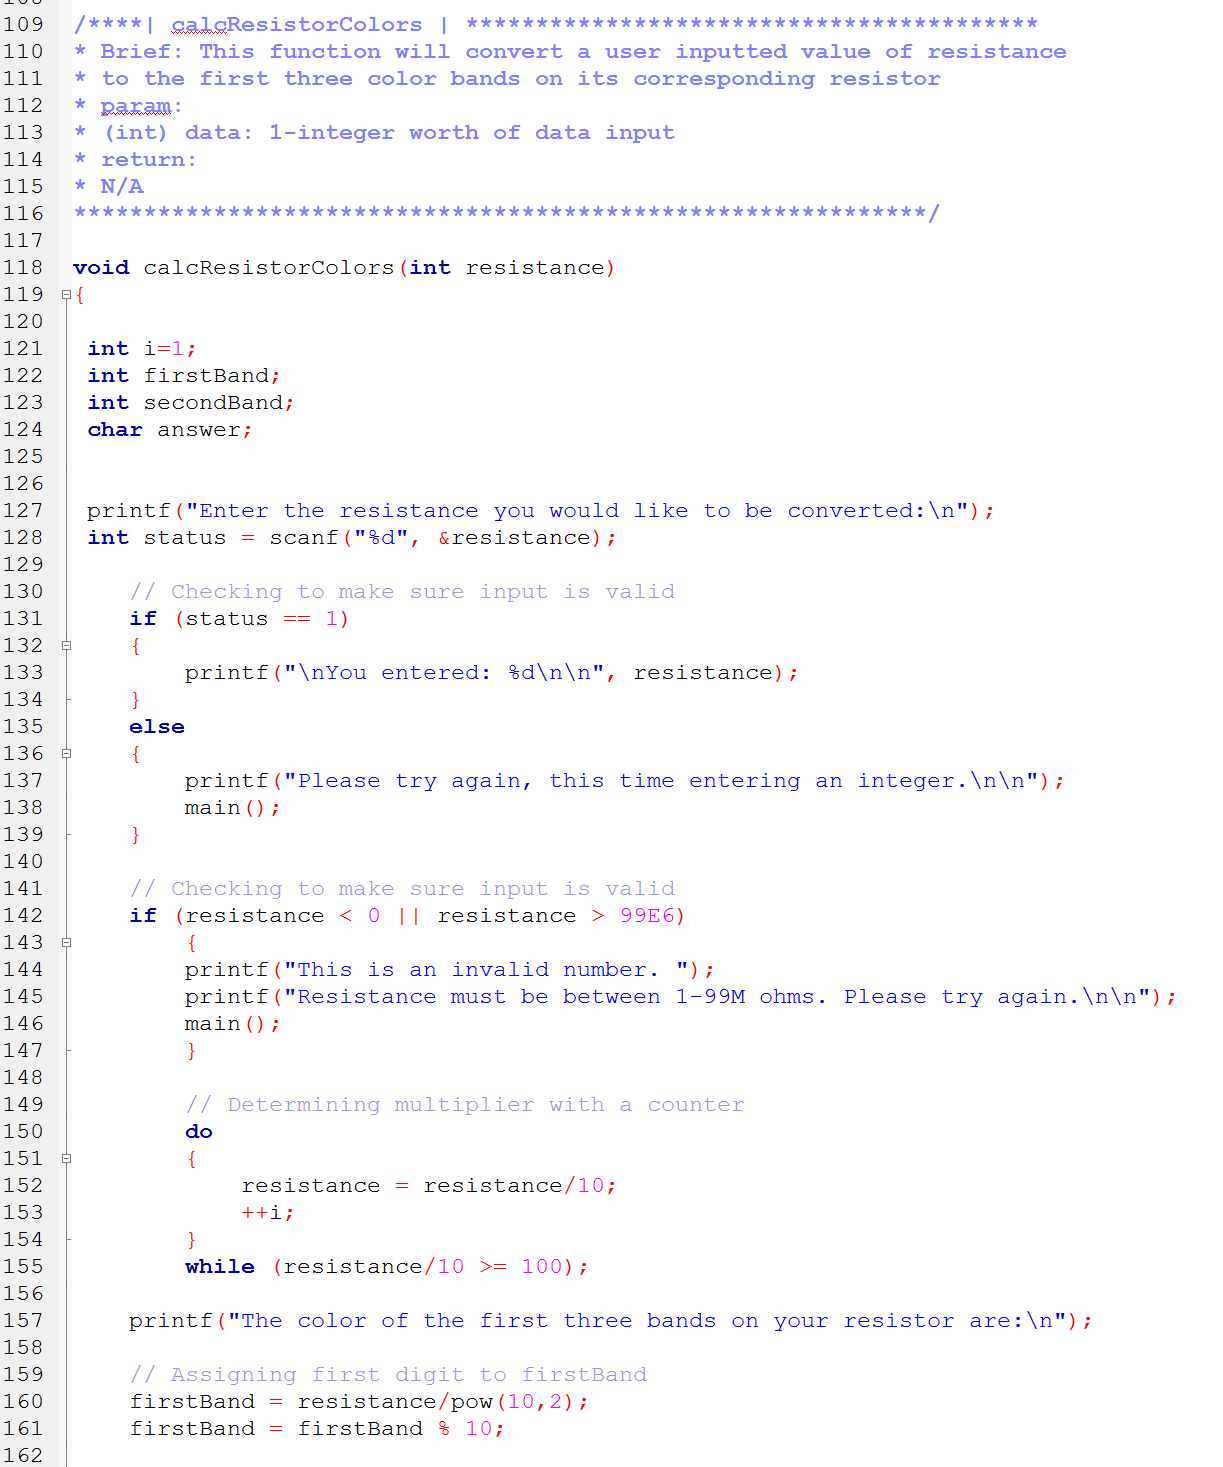 109 /****| calcResistorColors | *****************************************
110 * Brief: This function will convert a user inputted value of resistance
111 * to the first three color bands on its corresponding resistor
112 * param:
113 * (int) data: 1-integer worth of data input
114 * return:
115 * N/A
116 *************************************************************/
117
118 void calcResistorColors(int resistance)
119 {
120
121 int i=1;
122 int firstBand;
123 int secondBand;
124 char answer;
125
126
127 printf("Enter the resistance you would like to be converted:\n");
128 int status = scanf("%d", &resistance);
129
130 // Checking to make sure input is valid
131 if (status == 1)
132 {
133 printf("\nYou entered: %d\n\n", resistance);
134 }
135 else
136 {
137 printf("Please try again, this time entering an integer.\n\n");
138 main();
139 }
140
141 // Checking to make sure input is valid
142 if (resistance < 0 || resistance > 99E6)
143 {
144 printf("This is an invalid number. ");
145 printf("Resistance must be between 1-99M ohms. Please try again.\n\n");
146 main();
147 }
148
149 // Determining multiplier with a counter
150 do
151 {
152 resistance = resistance/10;
153 ++i;
154 }
155 while (resistance/10 >= 100);
156
157 printf("The color of the first three bands on your resistor are:\n");
158
159 // Assigning first digit to firstBand
160 firstBand = resistance/pow(10,2);
161 firstBand = firstBand % 10;
162